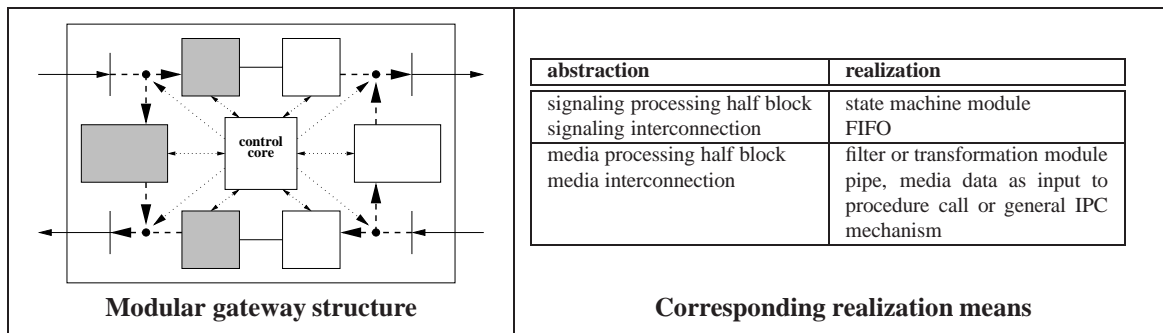 control
core
Modular gateway structure
abstraction realization
signaling processing half block state machine module
signaling interconnection FIFO
media processing half block filter or transformation module
media interconnection pipe, media data as input to
procedure call or general IPC
mechanism
Corresponding realization means